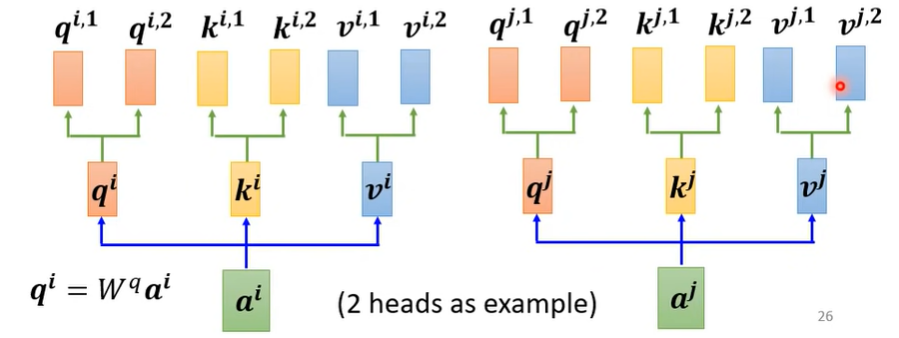 q^{i,1} q^{i,2} k^{i,1} k^{i,2} v^{i,1} v^{i,2} q^{j,1} q^{j,2} k^{j,1} k^{j,2} v^{j,1} v^{j,2}
q^i k^i v^i q^j k^j v^j
q^i = W^q a^i a^i (2 heads as example) a^j
26